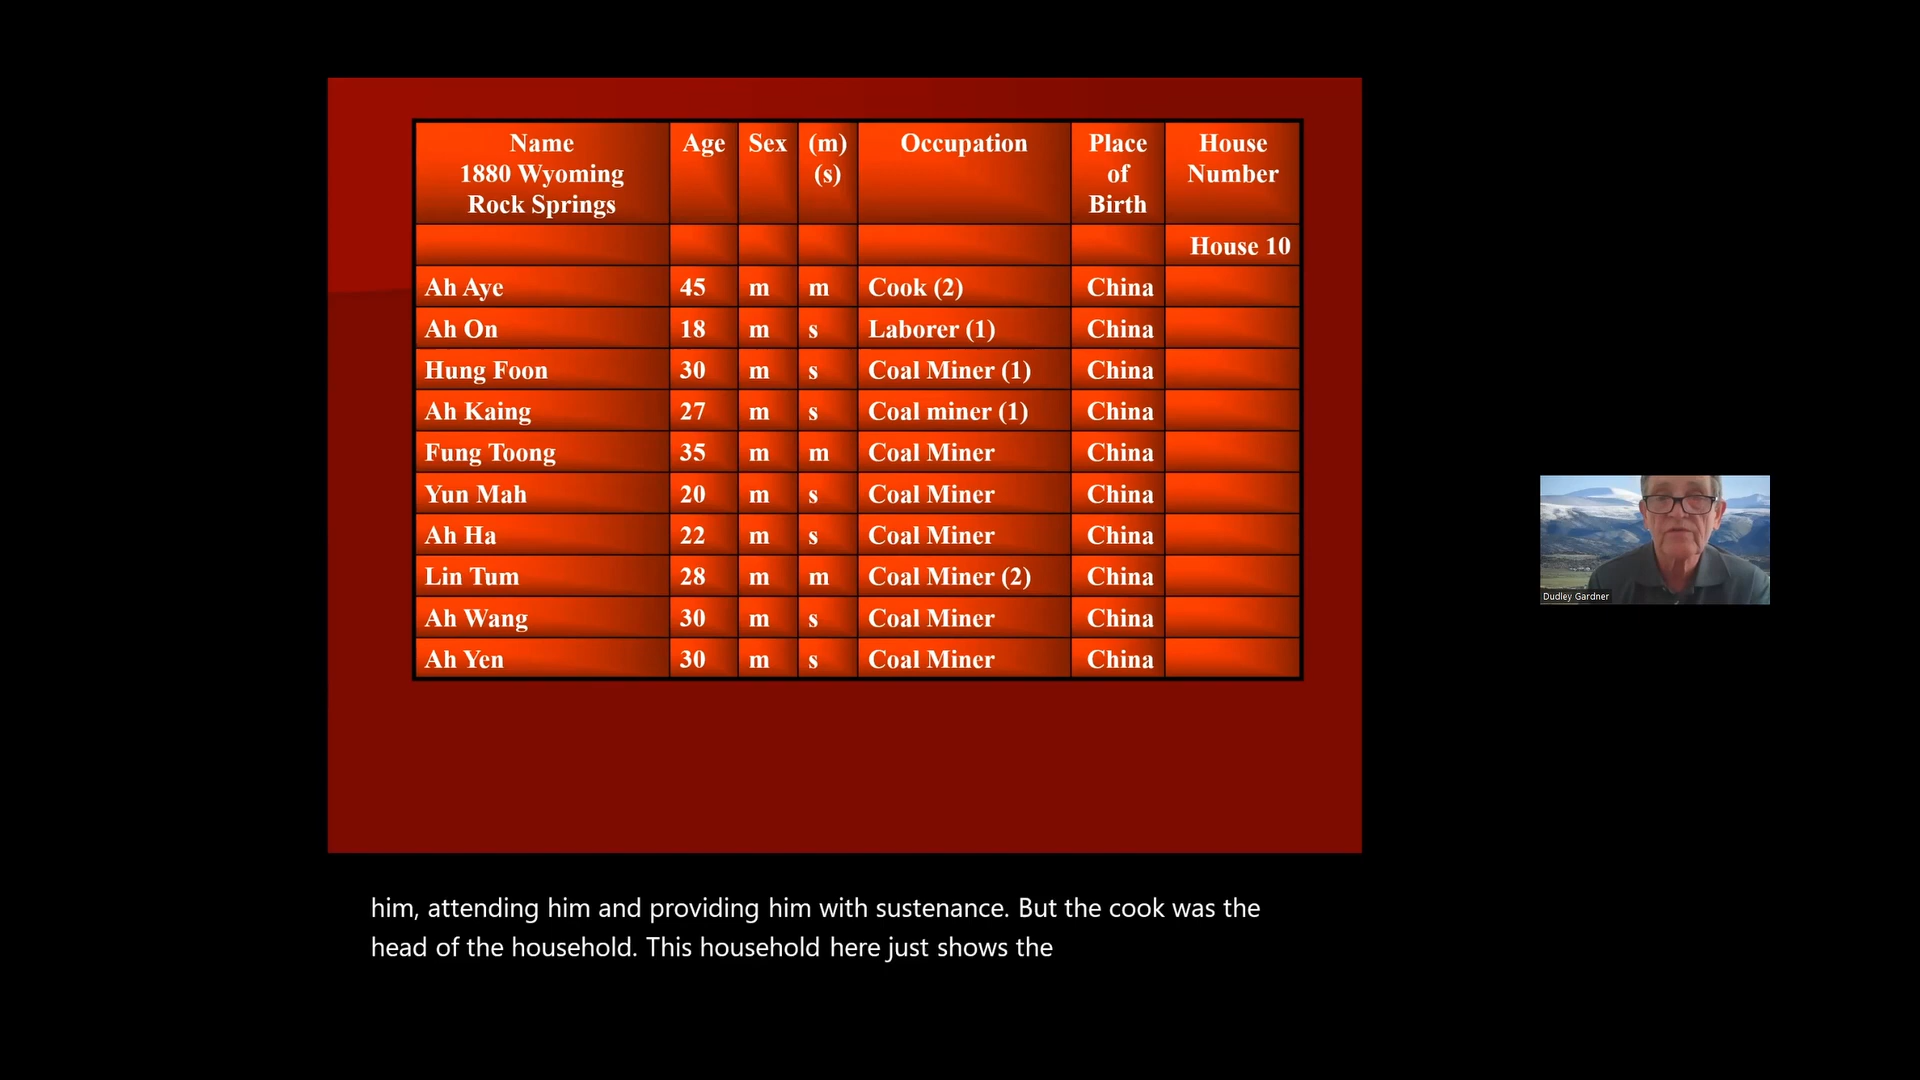 Name Age Sex (m) Occupation Place House
1880 Wyoming (s) of Number
Rock Springs Birth
House 10
Ah Aye 45 m m Cook (2) China
Ah On 18 m s Laborer (1) China
Hung Foon 30 m s Coal Miner (1) China
Ah Kaing 27 m s Coal miner (1) China
Fung Toong 35 m m Coal Miner China
Yun Mah 20 m s Coal Miner China
Ah Ha 22 m s Coal Miner China
Lin Tum 28 m m Coal Miner (2) China
Ah Wang 30 m s Coal Miner China
Ah Yen 30 m s Coal Miner China
Dudley Gardner
him, attending him and providing him with sustenance. But the cook was the
head of the household. This household here just shows the